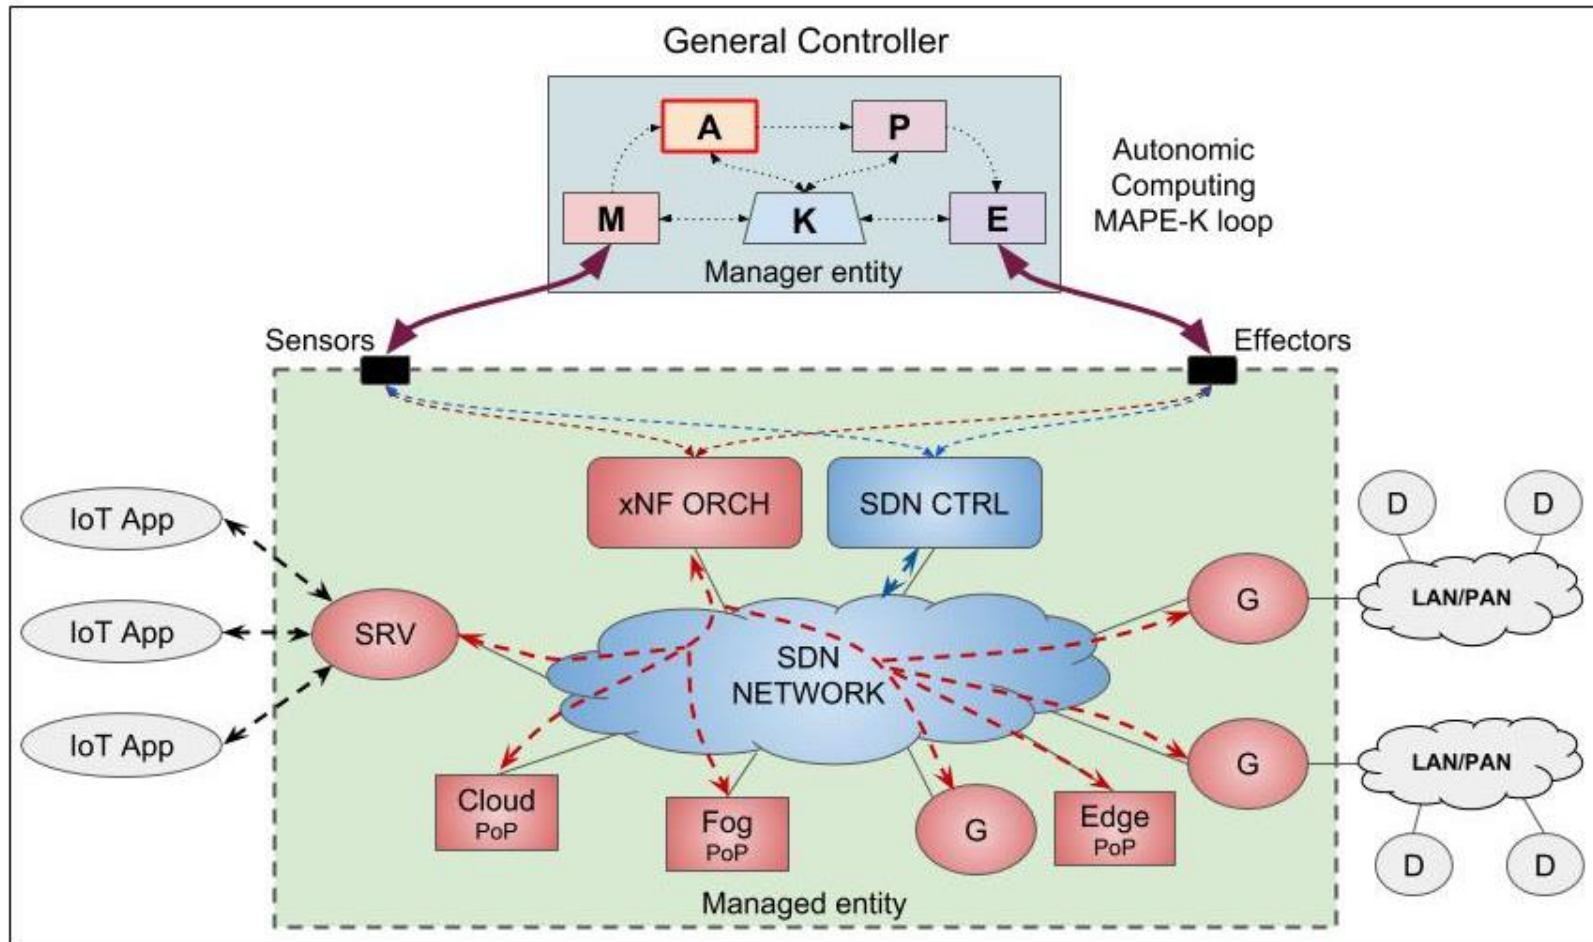 General Controller
A
P
M
K
E
Manager entity
Autonomic
Computing
MAPE-K loop
Sensors
Effectors
xNF ORCH
SDN CTRL
IoT App
IoT App
IoT App
SRV
SDN
NETWORK
G
G
G
Cloud
PoP
Fog
PoP
Edge
PoP
Managed entity
D
D
LAN/PAN
LAN/PAN
D
D